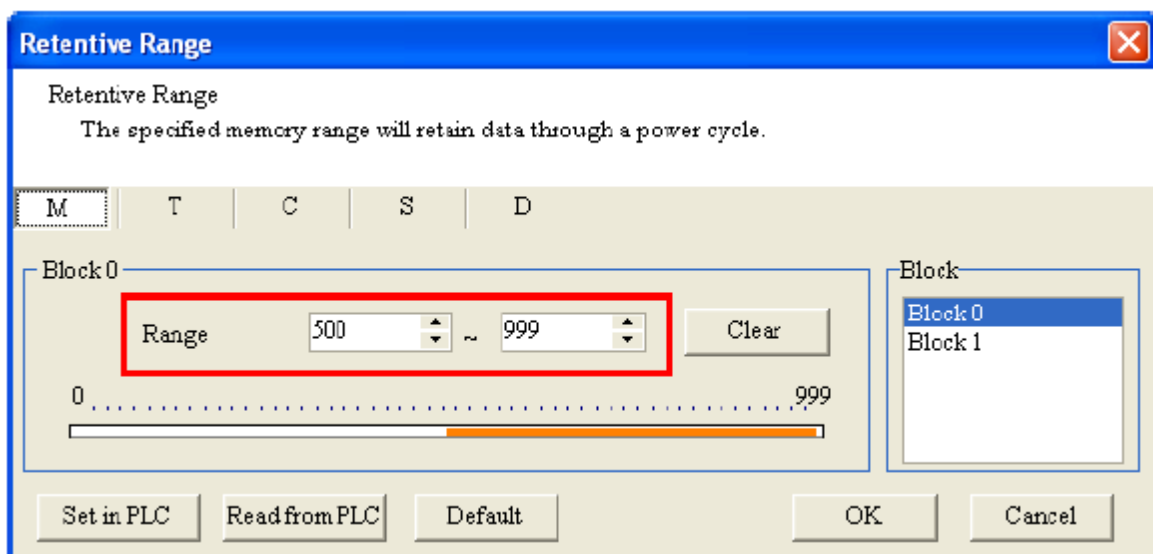 Retentive Range
Retentive Range
The specified memory range will retain data through a power cycle.
M T C S D
Block 0
Range 500 ~ 999 Clear
0 999
Block
Block 0
Block 1
Set in PLC Read from PLC Default OK Cancel